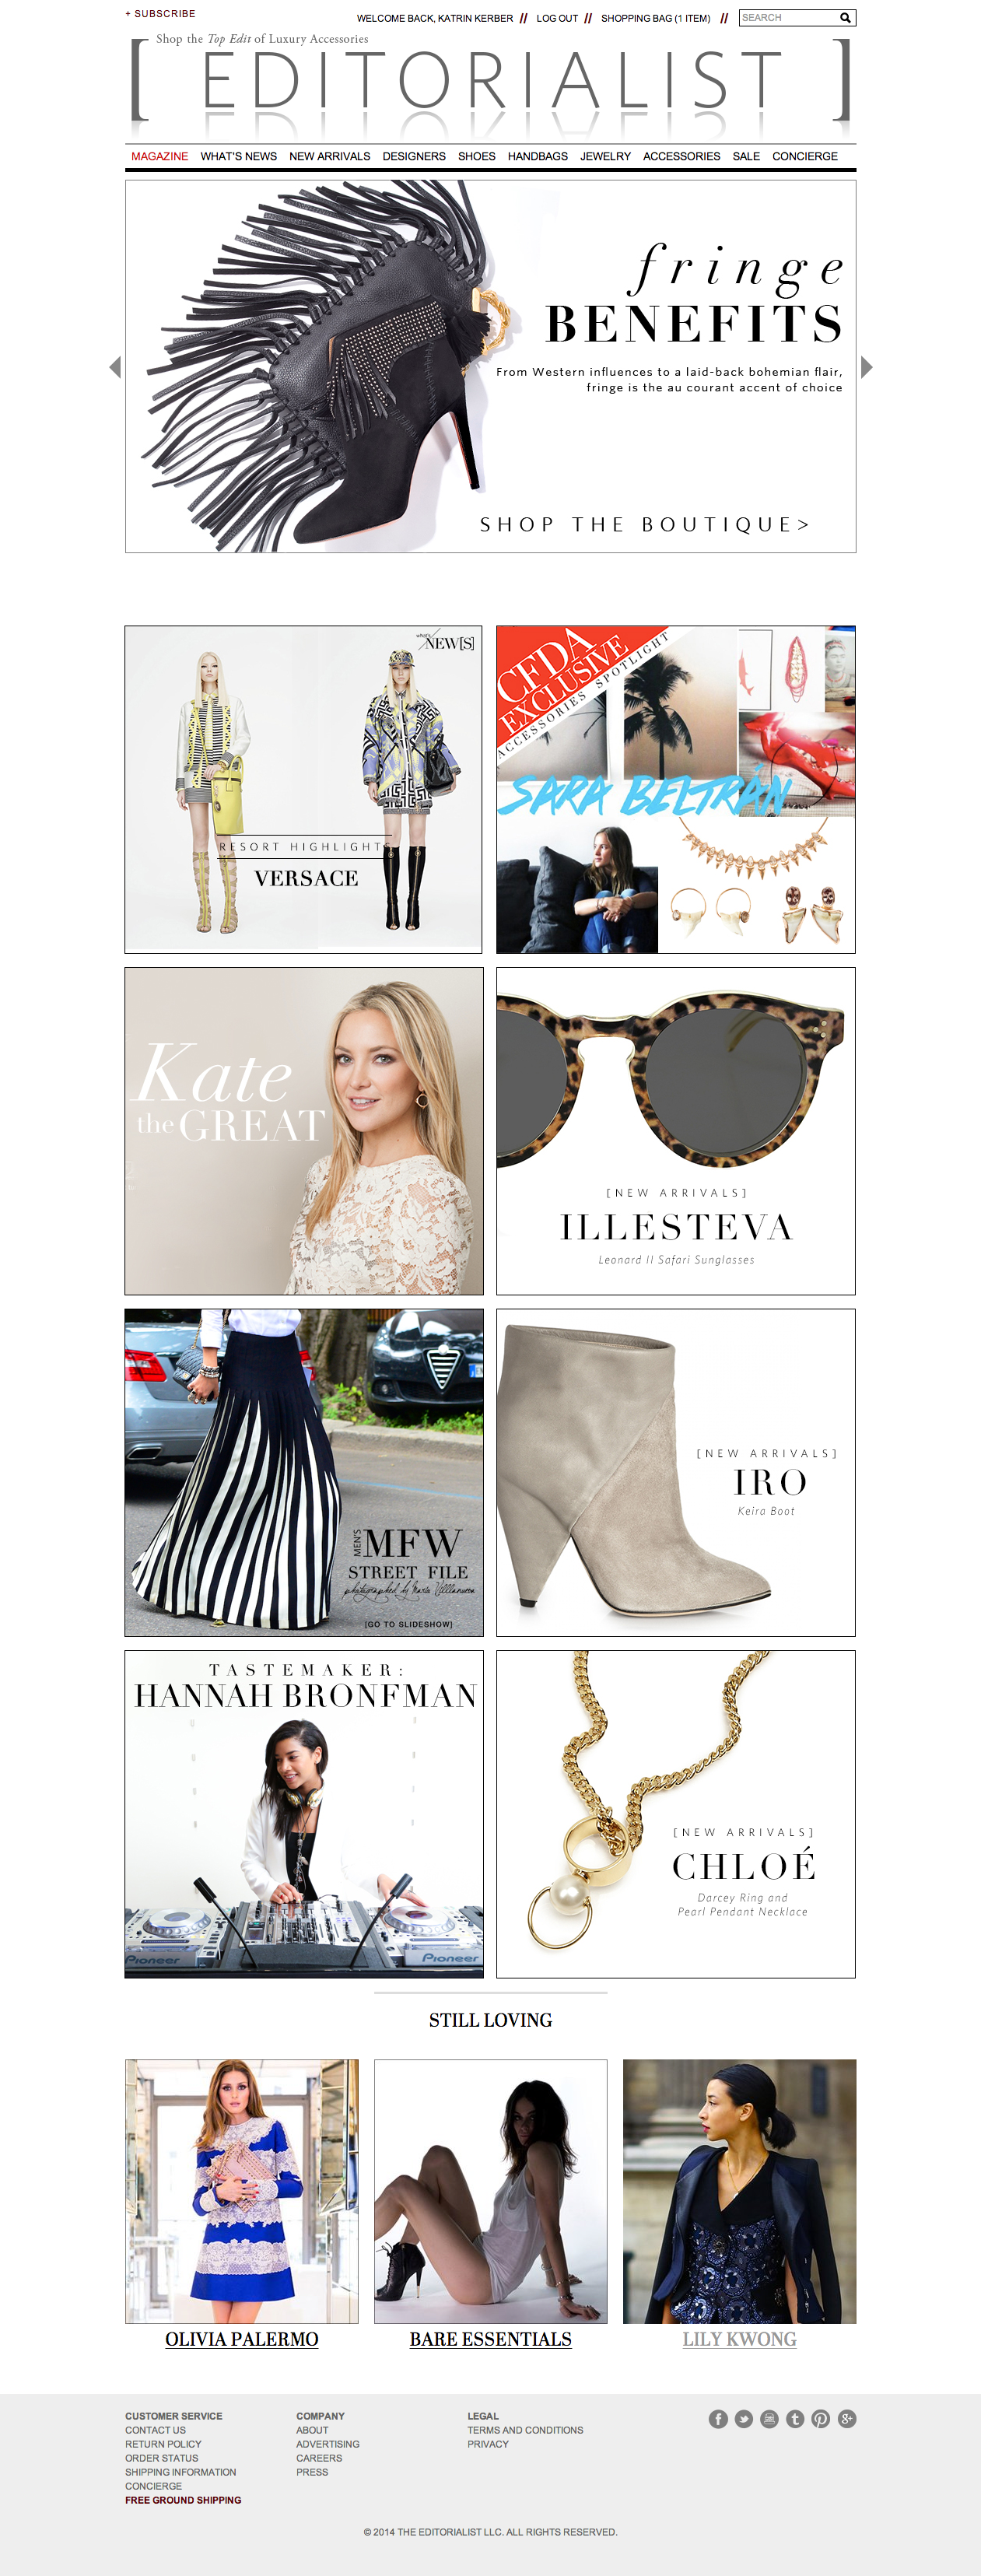 + SUBSCRIBE
WELCOME BACK, KATRIN KERBER // LOG OUT // SHOPPING BAG (1 ITEM) // SEARCH
Shop the Top Edit of Luxury Accessories
[ EDITORIALIST ]
MAGAZINE WHAT'S NEWS NEW ARRIVALS DESIGNERS SHOES HANDBAGS JEWELRY ACCESSORIES SALE CONCIERGE
fringe
BENEFITS
From Western influences to a laid-back bohemian flair,
fringe is the au courant accent of choice
SHOP THE BOUTIQUE>
what's
NEW[S]
RESORT HIGHLIGHTS
VERSACE
CFDA
EXCLUSIVE
ACCESSORIES SPOTLIGHT
SARA BELTRÁN
Kate
the GREAT
[NEW ARRIVALS]
ILLESTEVA
Leonard II Safari Sunglasses
MEN'S
MFW
STREET FILE
photographed by Maria Villanueva
[GO TO SLIDESHOW]
[NEW ARRIVALS]
IRO
Keira Boot
TASTEMAKER:
HANNAH BRONFMAN
Pioneer
Pioneer
[NEW ARRIVALS]
CHLOÉ
Darcey Ring and
Pearl Pendant Necklace
STILL LOVING
OLIVIA PALERMO
BARE ESSENTIALS
LILY KWONG
CUSTOMER SERVICE
CONTACT US
RETURN POLICY
ORDER STATUS
SHIPPING INFORMATION
CONCIERGE
FREE GROUND SHIPPING
COMPANY
ABOUT
ADVERTISING
CAREERS
PRESS
LEGAL
TERMS AND CONDITIONS
PRIVACY
© 2014 THE EDITORIALIST LLC. ALL RIGHTS RESERVED.